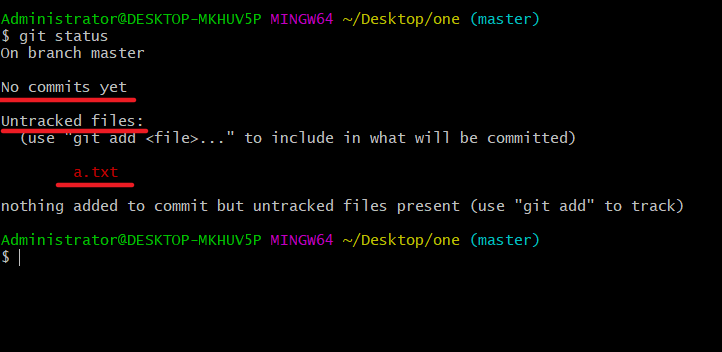 Administrator@DESKTOP-MKHUV5P MINGW64 ~/Desktop/one (master)
$ git status
On branch master
No commits yet
Untracked files:
(use "git add <file>..." to include in what will be committed)
a.txt
nothing added to commit but untracked files present (use "git add" to track)
Administrator@DESKTOP-MKHUV5P MINGW64 ~/Desktop/one (master)
$